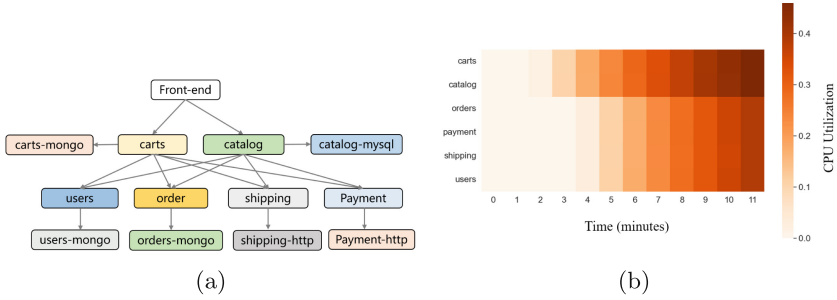 Front-end
carts-mongo
carts
catalog
catalog-mysql
users
order
shipping
Payment
users-mongo
orders-mongo
shipping-http
Payment-http
(a)
carts
catalog
orders
payment
shipping
users
0 1 2 3 4 5 6 7 8 9 10 11
Time (minutes)
0.4
0.3
0.2
0.1
0.0
CPU Utilization
(b)